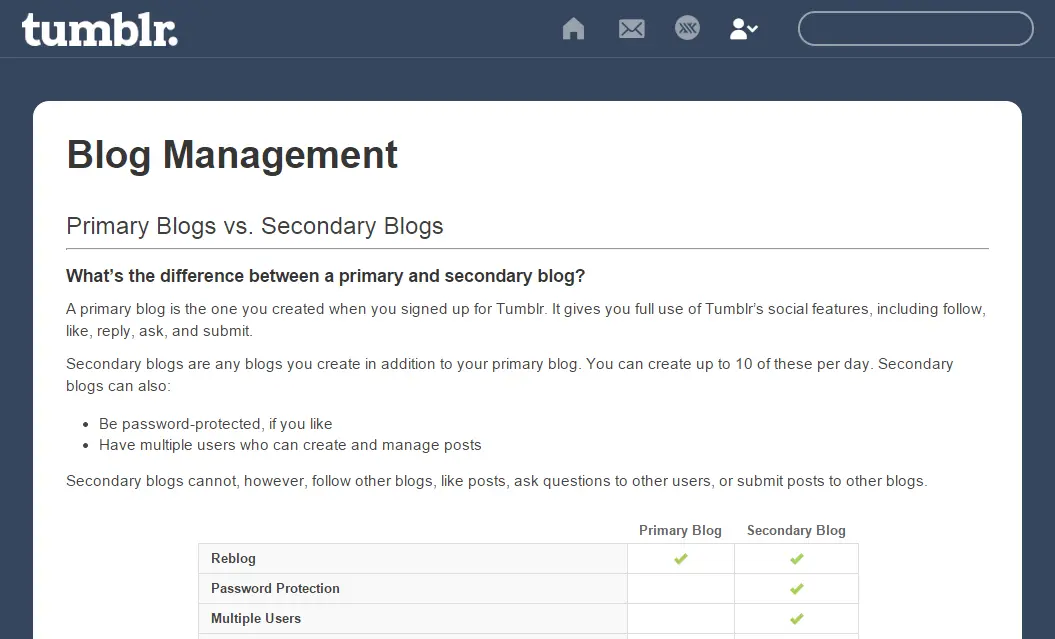 tumblr.
Blog Management
Primary Blogs vs. Secondary Blogs
What's the difference between a primary and secondary blog?
A primary blog is the one you created when you signed up for Tumblr. It gives you full use of Tumblr's social features, including follow,
like, reply, ask, and submit.
Secondary blogs are any blogs you create in addition to your primary blog. You can create up to 10 of these per day. Secondary
blogs can also:
• Be password-protected, if you like
• Have multiple users who can create and manage posts
Secondary blogs cannot, however, follow other blogs, like posts, ask questions to other users, or submit posts to other blogs.
Primary Blog Secondary Blog
Reblog ✔ ✔
Password Protection ✔
Multiple Users ✔